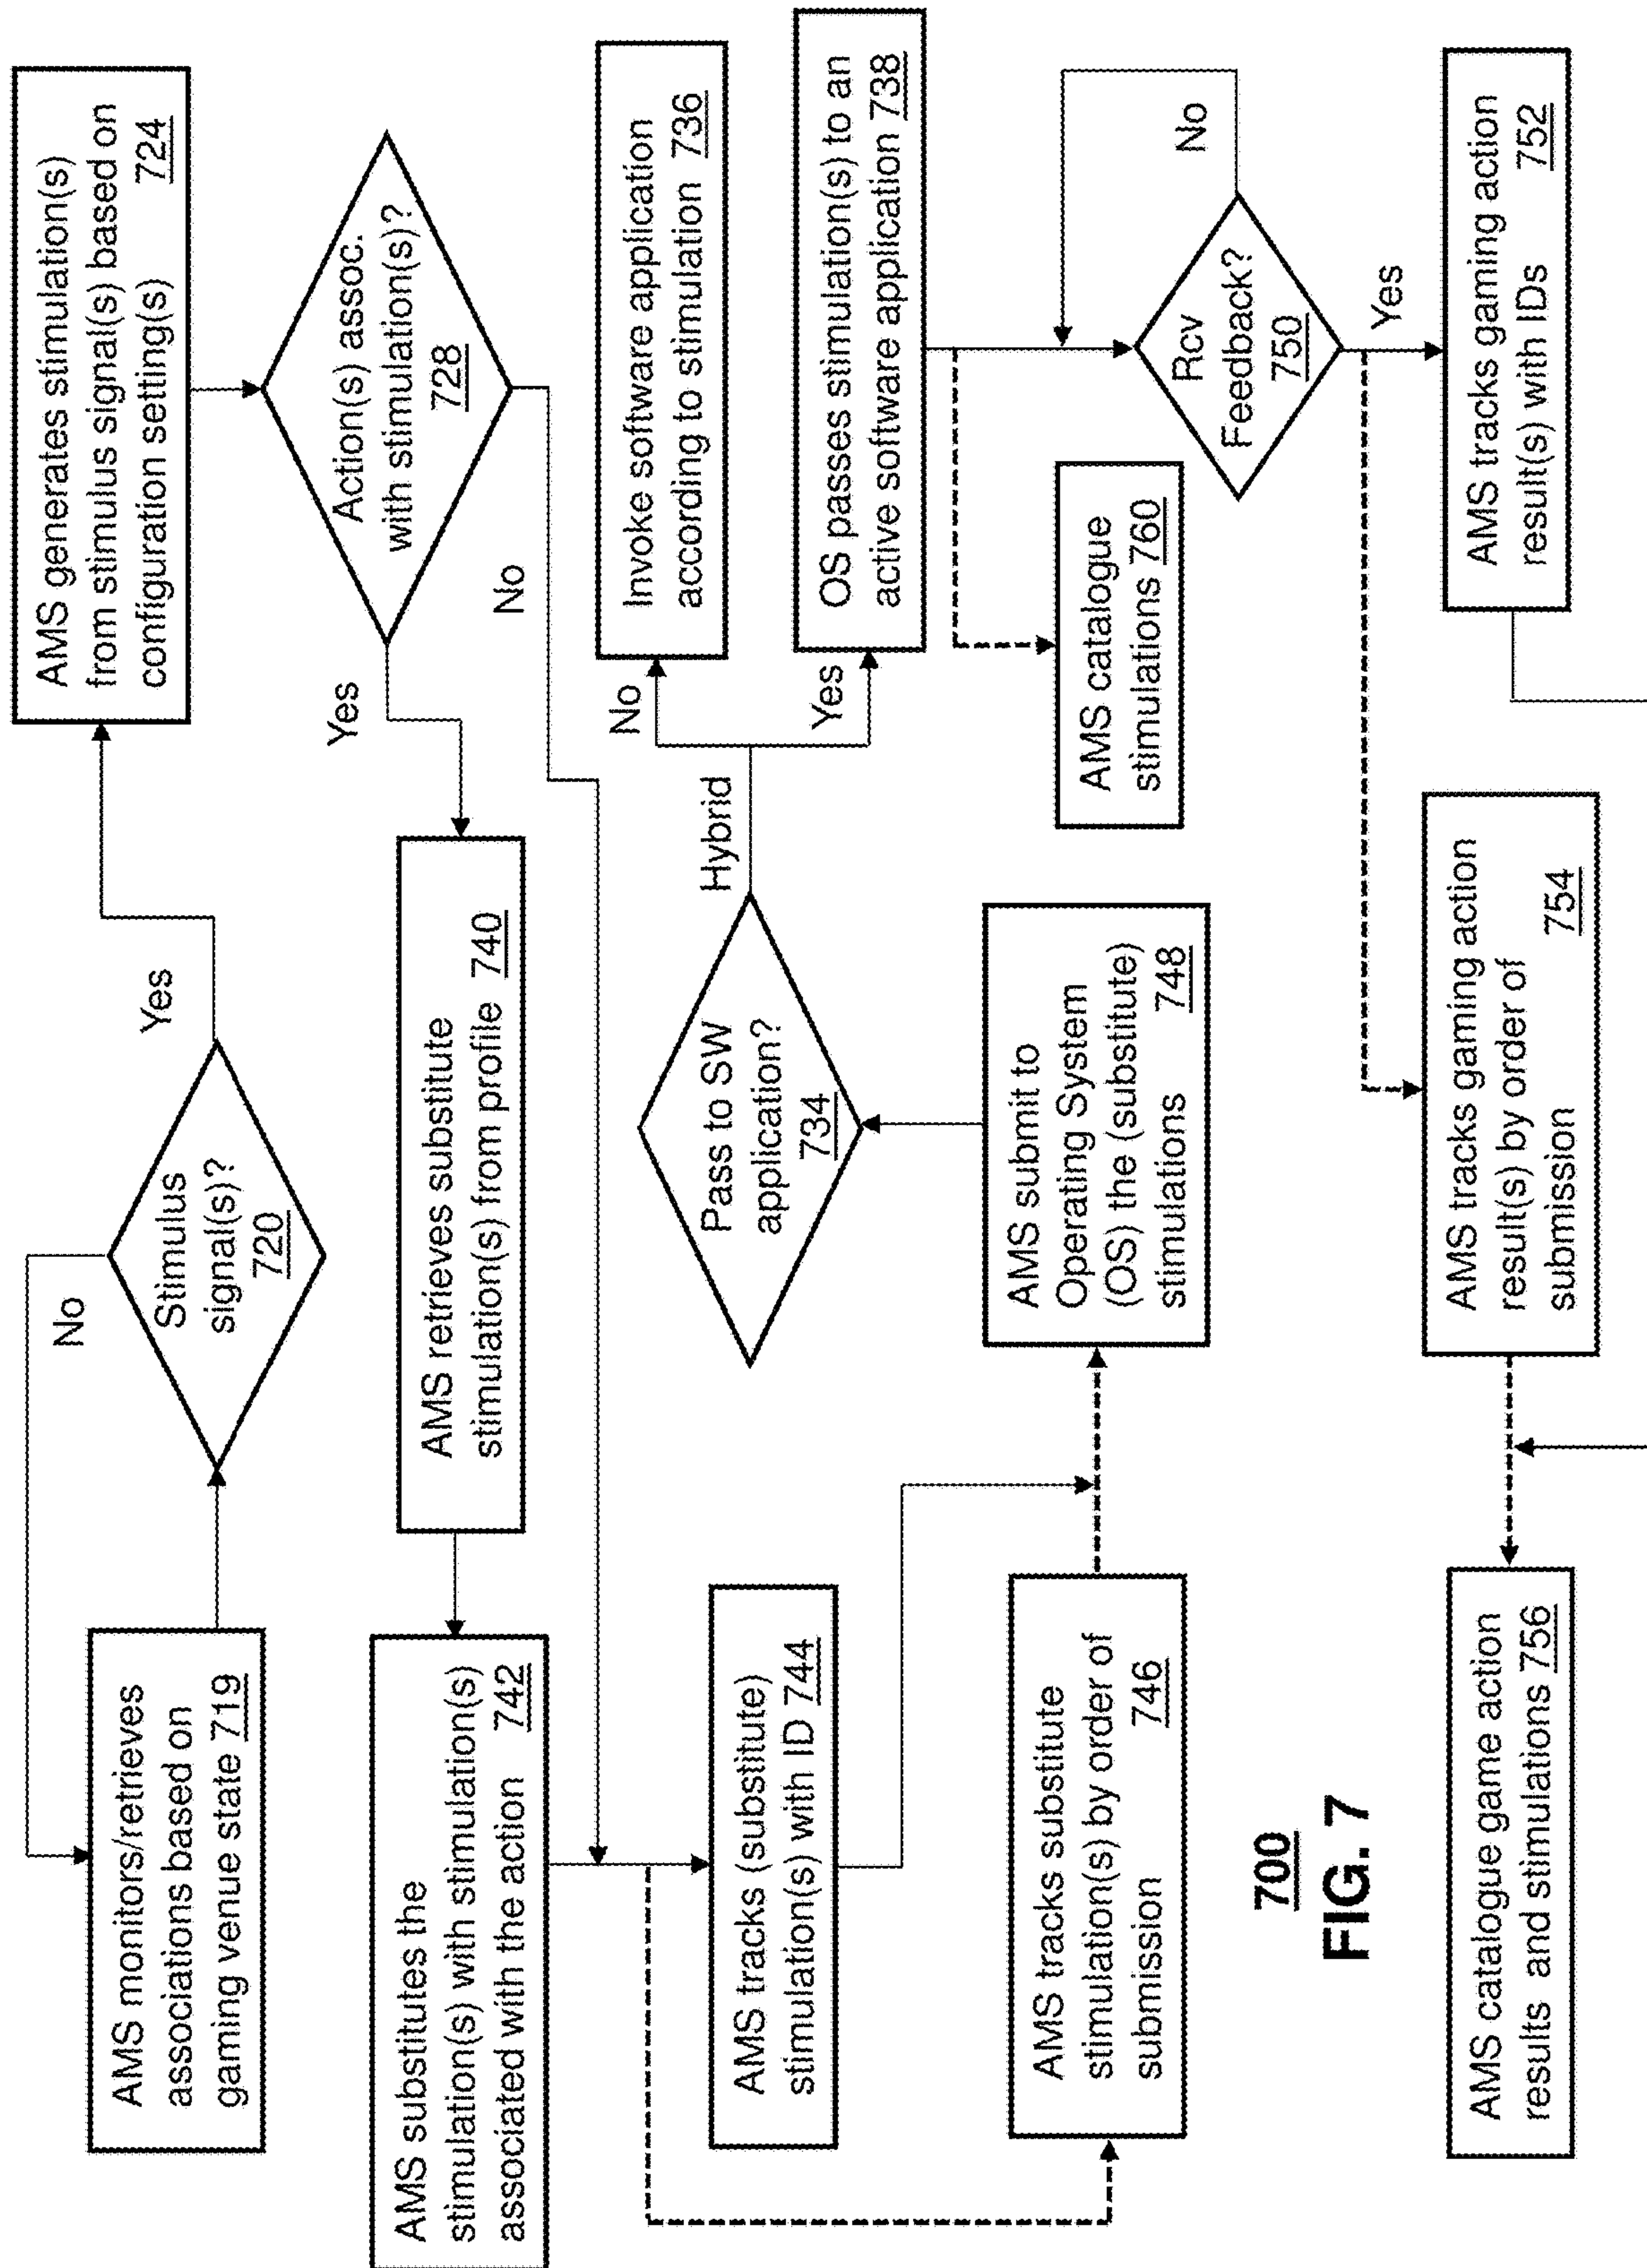 AMS monitors/retrieves
associations based on
gaming venue state 719
No
Stimulus
signal(s)?
720
Yes
AMS generates stimulation(s)
from stimulus signal(s) based on
configuration setting(s) 724
Action(s) assoc.
with stimulation(s)?
728
Yes
No
AMS retrieves substitute
stimulation(s) from profile 740
AMS substitutes the
stimulation(s) with stimulation(s)
associated with the action 742
AMS tracks (substitute)
stimulation(s) with ID 744
AMS tracks substitute
stimulation(s) by order of
submission 746
AMS submit to
Operating System
(OS) the (substitute)
stimulations 748
Pass to SW
application?
734
Hybrid
No
Yes
Invoke software application
according to stimulation 736
OS passes stimulation(s) to an
active software application 738
AMS catalogue
stimulations 760
Rcv
Feedback?
750
No
Yes
AMS tracks gaming action
result(s) with IDs 752
AMS tracks gaming action
result(s) by order of
submission 754
AMS catalogue game action
results and stimulations 756
700
FIG. 7